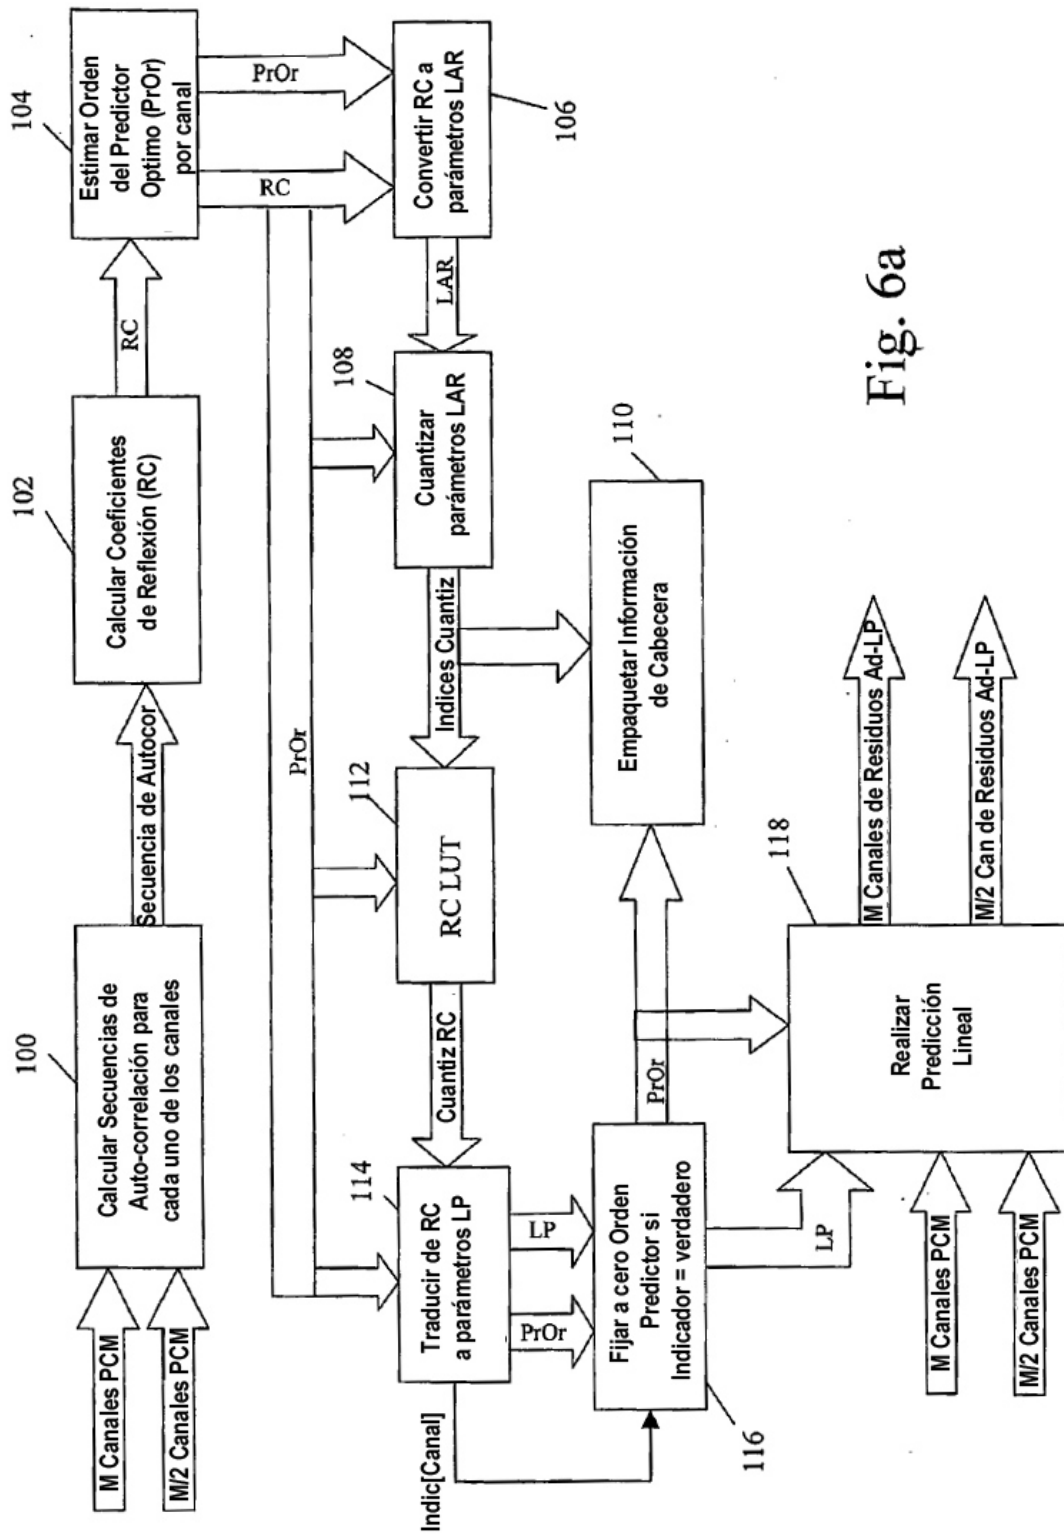 M Canales PCM
M/2 Canales PCM
100
Calcular Secuencias de
Auto-correlación para
cada uno de los canales
Secuencia de Autocor
102
Calcular Coeficientes
de Reflexión (RC)
RC
104
Estimar Orden
del Predictor
Optimo (PrOr)
por canal
RC
PrOr
PrOr
106
Convertir RC a
parámetros LAR
LAR
108
Cuantizar
parámetros LAR
Indices Cuantiz
110
Empaquetar Información
de Cabecera
112
RC LUT
Cuantiz RC
114
Traducir de RC
a parámetros LP
Indic[Canal]
PrOr
LP
116
Fijar a cero Orden
Predictor si
Indicador = verdadero
PrOr
LP
M Canales PCM
M/2 Canales PCM
118
Realizar
Predicción
Lineal
M Canales de Residuos Ad-LP
M/2 Can de Residuos Ad-LP
Fig. 6a